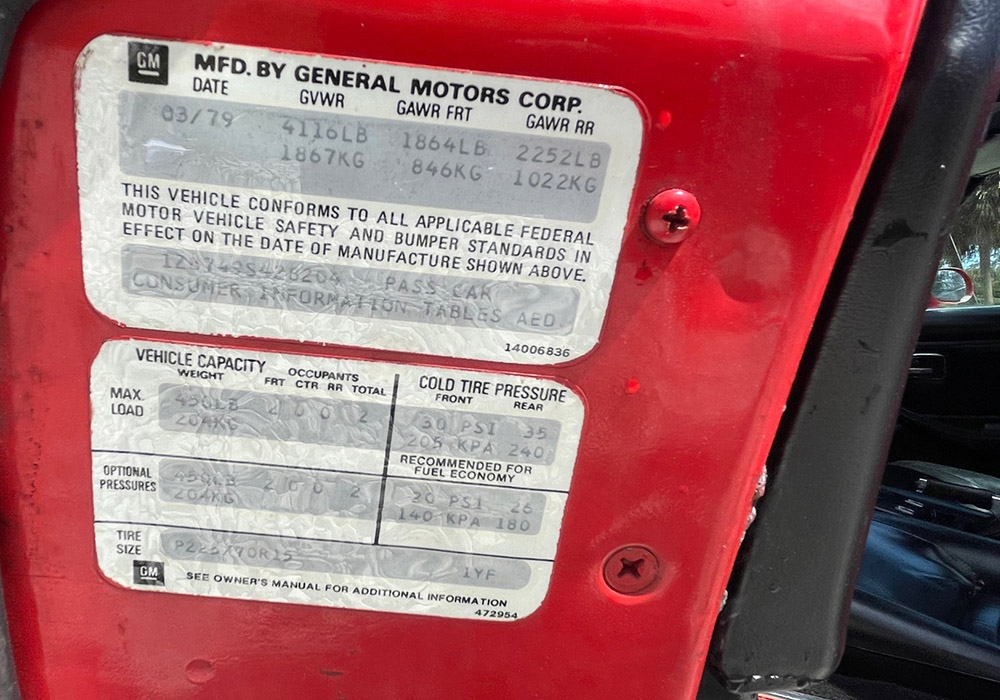 GM
MFD. BY GENERAL MOTORS CORP.
DATE GVWR GAWR FRT GAWR RR
03/79 4116LB 1864LB 2252LB
1867KG 846KG 1022KG
THIS VEHICLE CONFORMS TO ALL APPLICABLE FEDERAL
MOTOR VEHICLE SAFETY AND BUMPER STANDARDS IN
EFFECT ON THE DATE OF MANUFACTURE SHOWN ABOVE.
PASS CAR
CONSUMER INFORMATION TABLES AED
14006836
VEHICLE CAPACITY COLD TIRE PRESSURE
WEIGHT OCCUPANTS FRONT REAR
FRT CTR RR TOTAL
MAX. LOAD 450LB 2 0 0 2 30 PSI 35
204KG 205 KPA 240
RECOMMENDED FOR
FUEL ECONOMY
OPTIONAL PRESSURES 450LB 2 0 0 2 20 PSI 26
204KG 140 KPA 180
TIRE SIZE P225/70R15 1YF
GM SEE OWNER'S MANUAL FOR ADDITIONAL INFORMATION
472954